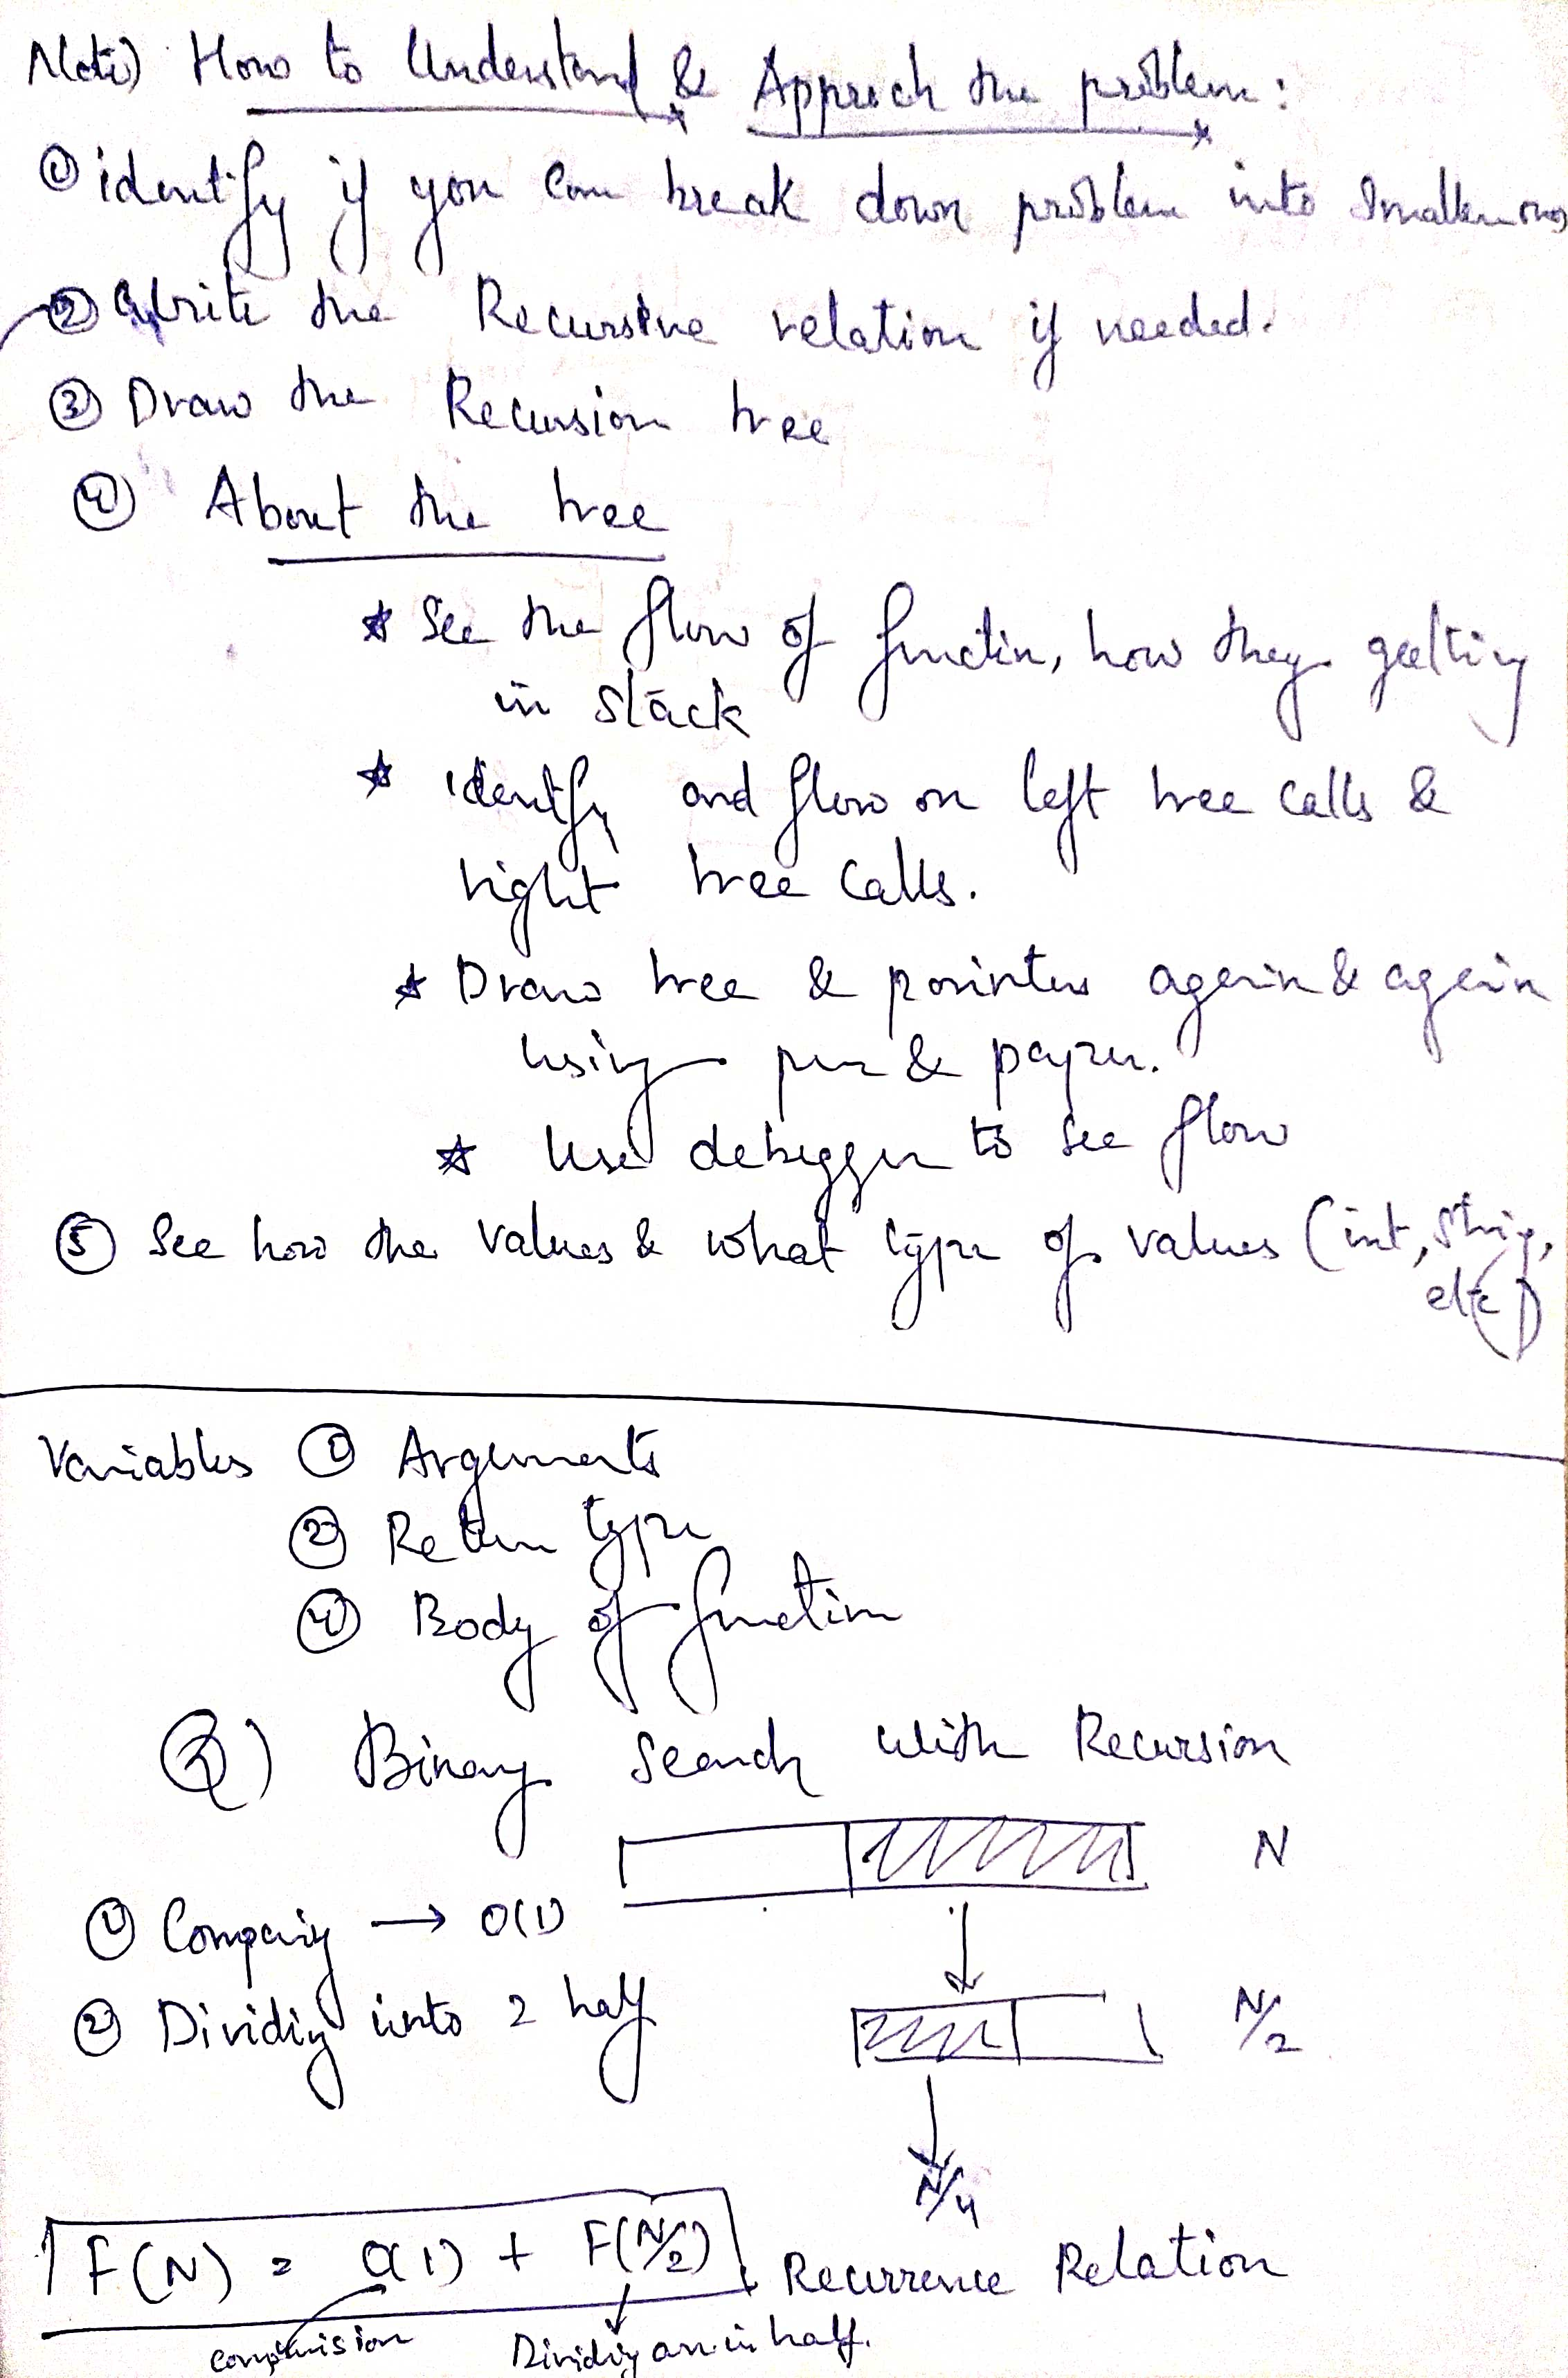 Note) How to Understand & Approch the problem:
① identify if you can break down problem into smaller ones
② Write the Recursive relation if needed.
③ Draw the Recursion tree
④ About the tree
* See the flow of functin, how they getting
in stack
* identify and flow on left tree calls &
right tree calls.
* Draw tree & pointers again & again
using pen & paper.
* Use debugger to see flow
⑤ See how the values & what type of values (int, string,
etc)
Variables ① Arguments
② Return type
④ Body of function
Q) Binary Search with Recursion
N
① Comparing → O(1)
② Dividing into 2 half
N/2
N/4
F(N) = O(1) + F(N/2) Recurrence Relation
Dividing arr in half.